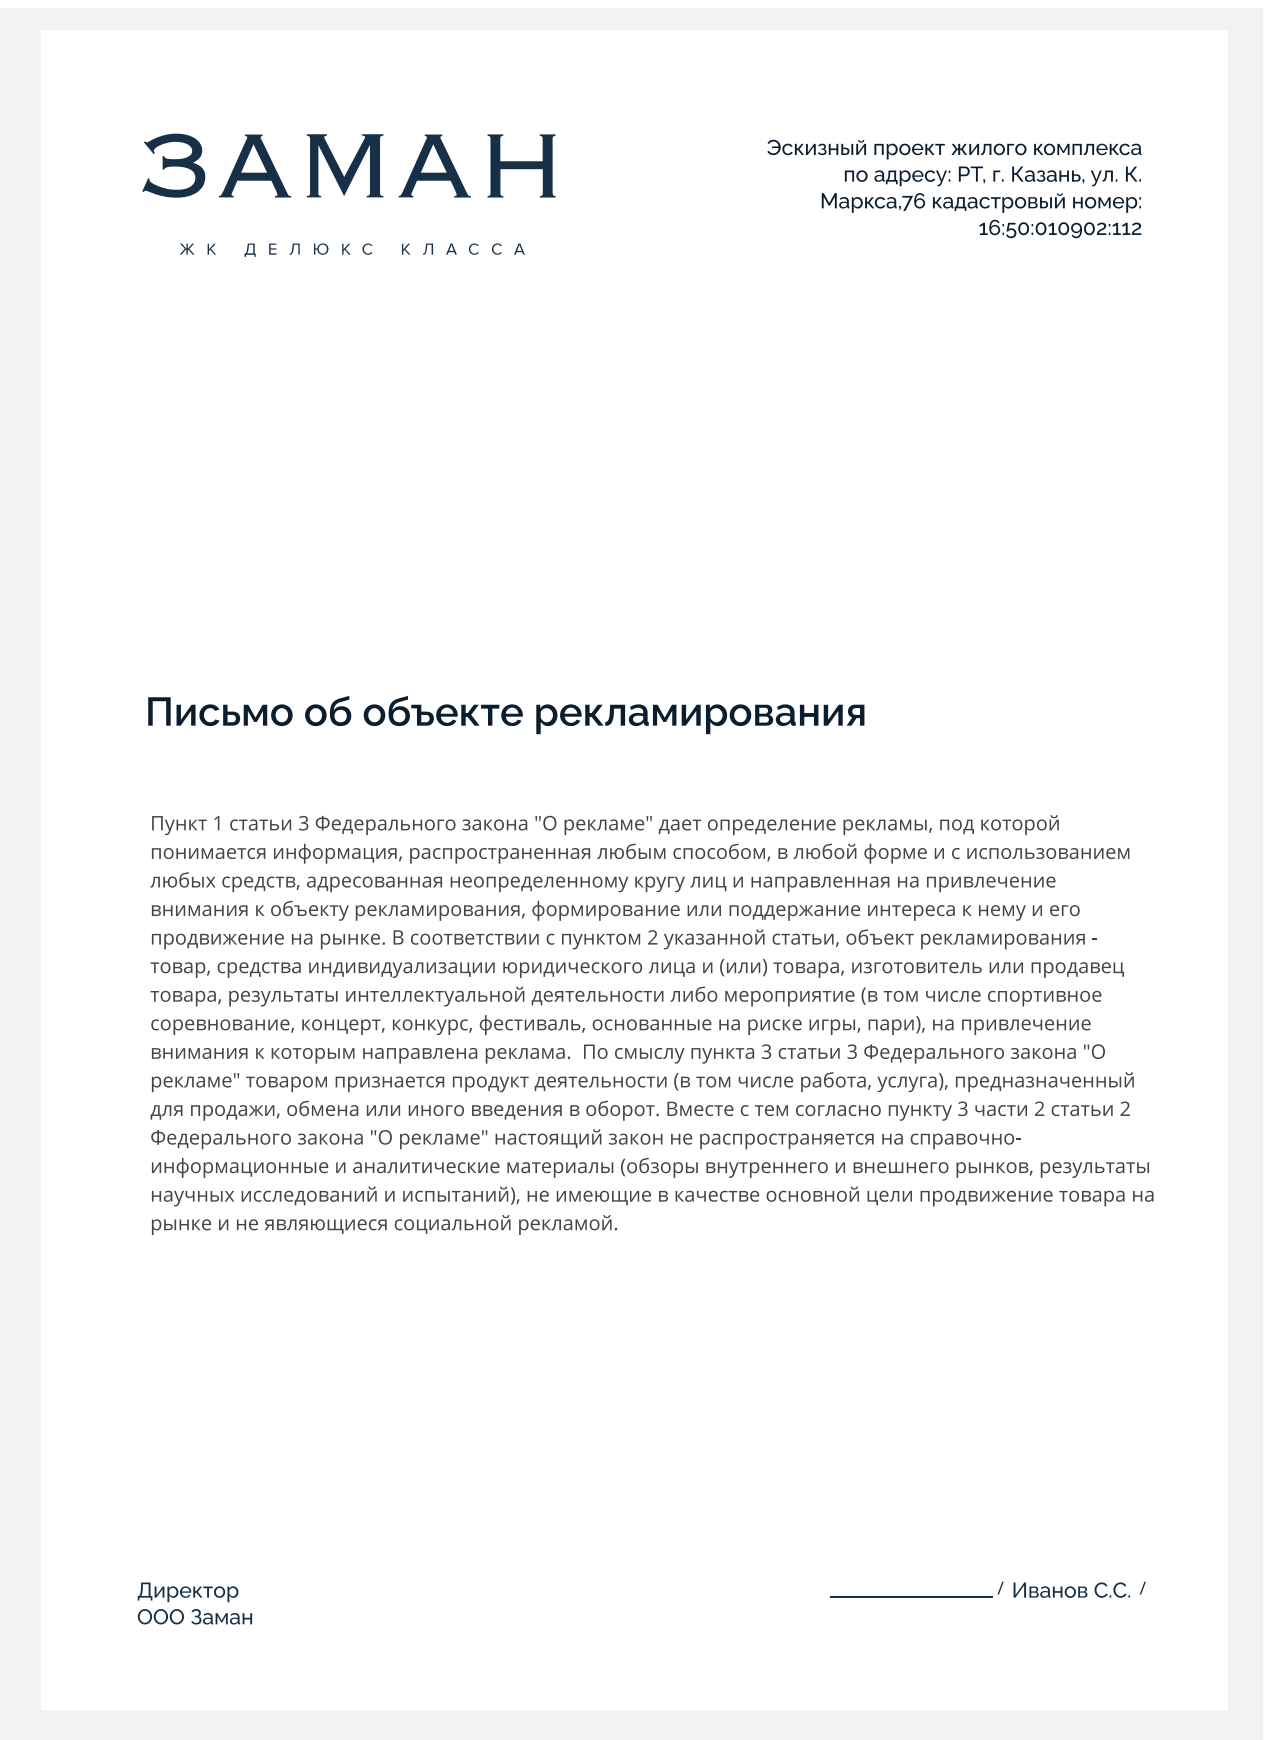 ЗАМАН
ЖК ДЕЛЮКС КЛАССА
Эскизный проект жилого комплекса
по адресу: РТ, г. Казань, ул. К.
Маркса,76 кадастровый номер:
16:50:010902:112
Письмо об объекте рекламирования
Пункт 1 статьи 3 Федерального закона "О рекламе" дает определение рекламы, под которой
понимается информация, распространенная любым способом, в любой форме и с использованием
любых средств, адресованная неопределенному кругу лиц и направленная на привлечение
внимания к объекту рекламирования, формирование или поддержание интереса к нему и его
продвижение на рынке. В соответствии с пунктом 2 указанной статьи, объект рекламирования -
товар, средства индивидуализации юридического лица и (или) товара, изготовитель или продавец
товара, результаты интеллектуальной деятельности либо мероприятие (в том числе спортивное
соревнование, концерт, конкурс, фестиваль, основанные на риске игры, пари), на привлечение
внимания к которым направлена реклама.  По смыслу пункта 3 статьи 3 Федерального закона "О
рекламе" товаром признается продукт деятельности (в том числе работа, услуга), предназначенный
для продажи, обмена или иного введения в оборот. Вместе с тем согласно пункту 3 части 2 статьи 2
Федерального закона "О рекламе" настоящий закон не распространяется на справочно-
информационные и аналитические материалы (обзоры внутреннего и внешнего рынков, результаты
научных исследований и испытаний), не имеющие в качестве основной цели продвижение товара на
рынке и не являющиеся социальной рекламой.
Директор
ООО Заман
/ Иванов С.С. /